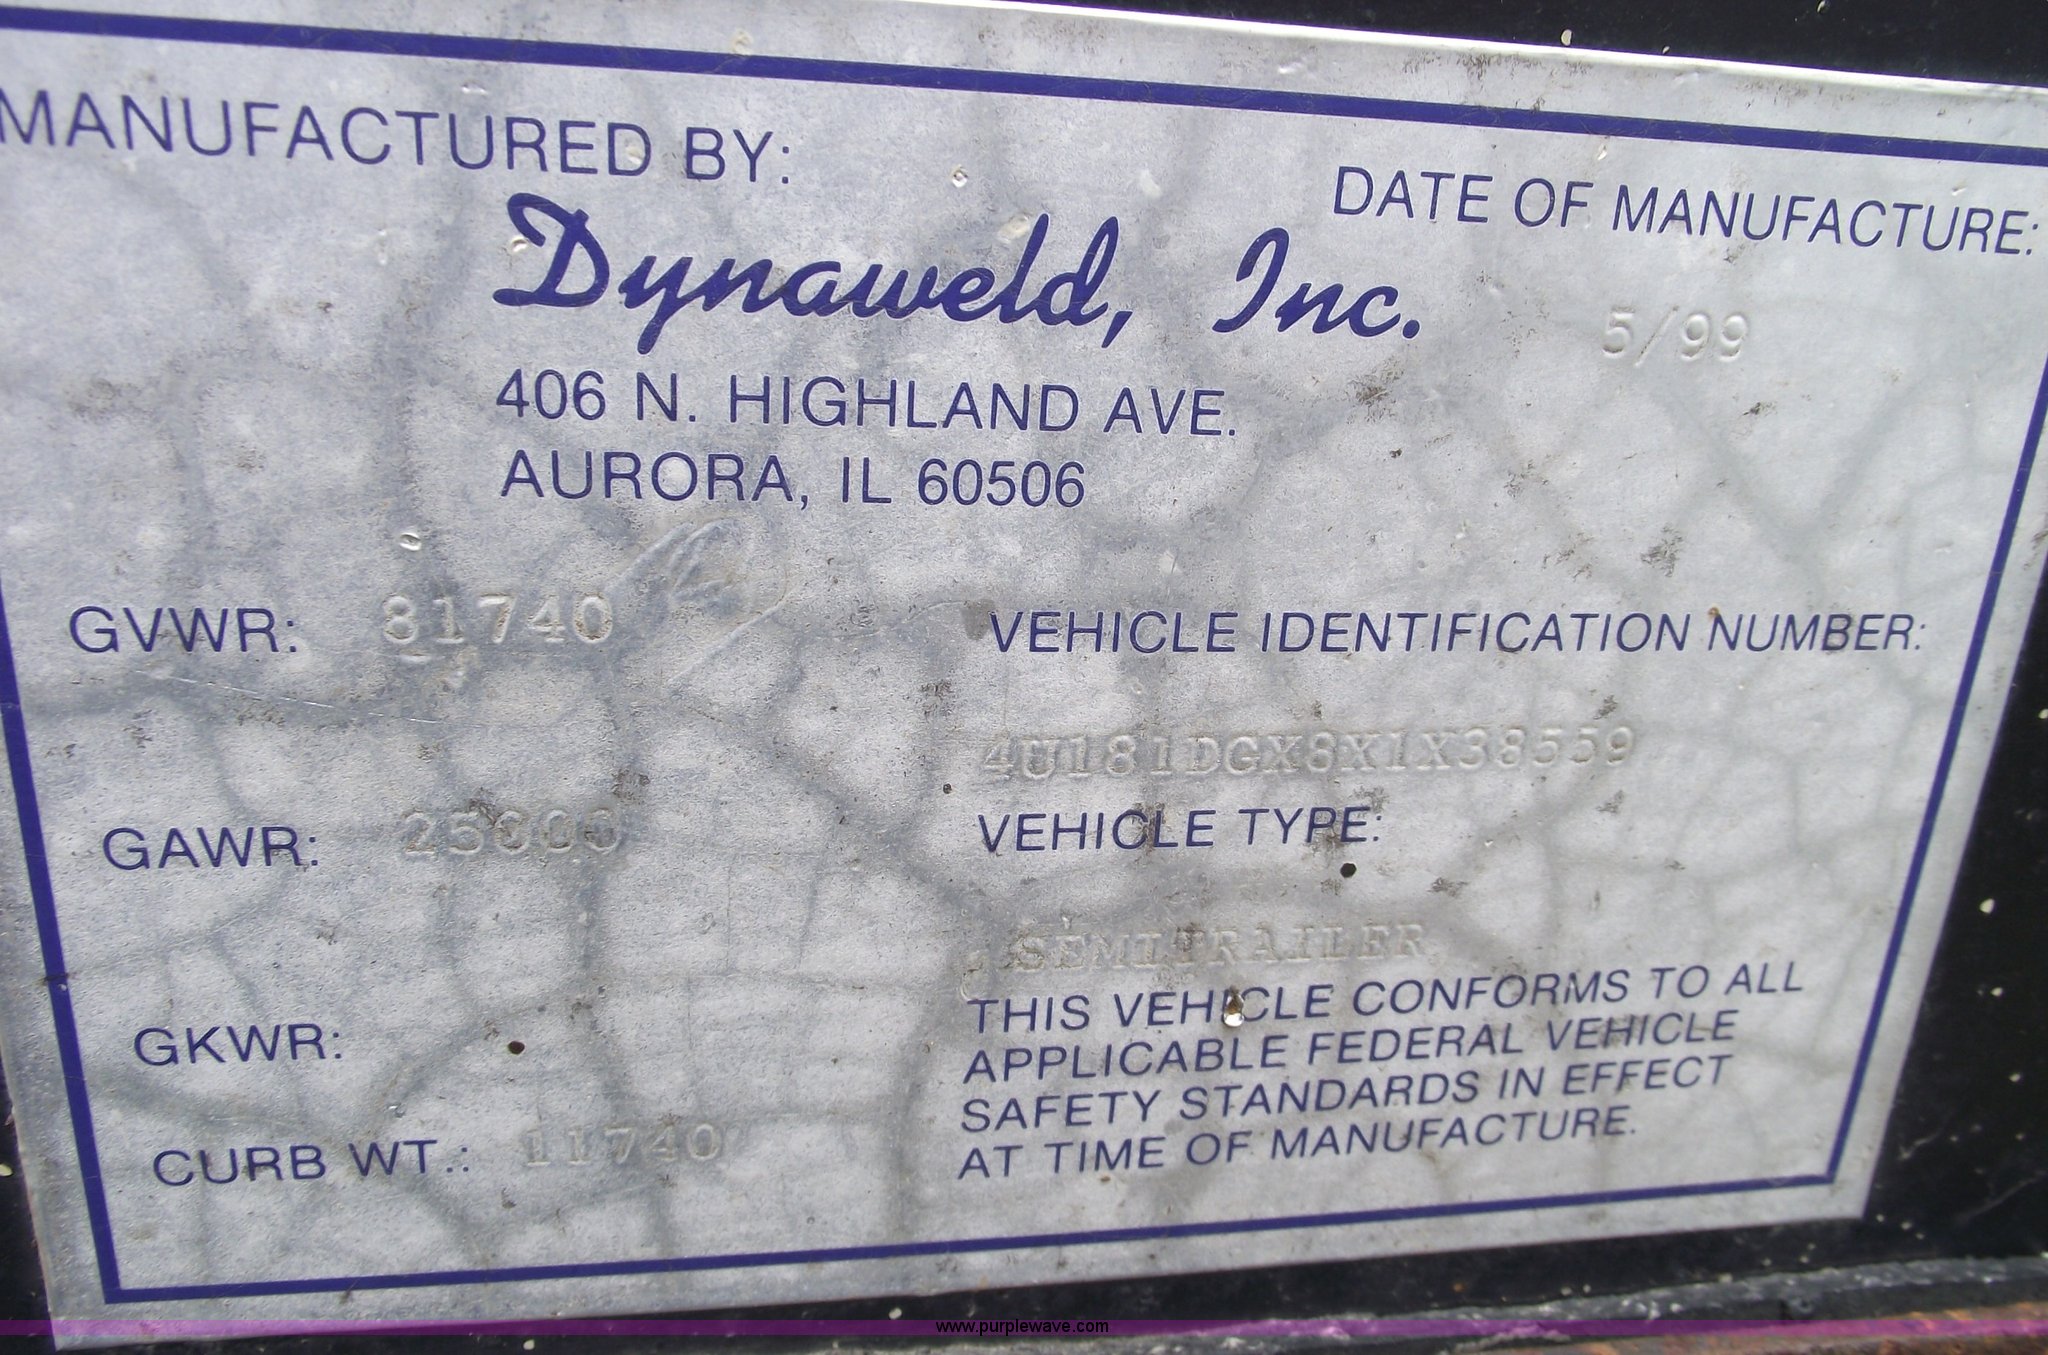 MANUFACTURED BY:
Dynaweld, Inc.
406 N. HIGHLAND AVE.
AURORA, IL 60506
DATE OF MANUFACTURE:
5/99
GVWR: 81740
VEHICLE IDENTIFICATION NUMBER:
4U181DGX8X1X38559
GAWR: 25000
VEHICLE TYPE:
SEMITRAILER
GKWR:
CURB WT.: 11740
THIS VEHICLE CONFORMS TO ALL
APPLICABLE FEDERAL VEHICLE
SAFETY STANDARDS IN EFFECT
AT TIME OF MANUFACTURE.
www.purplewave.com